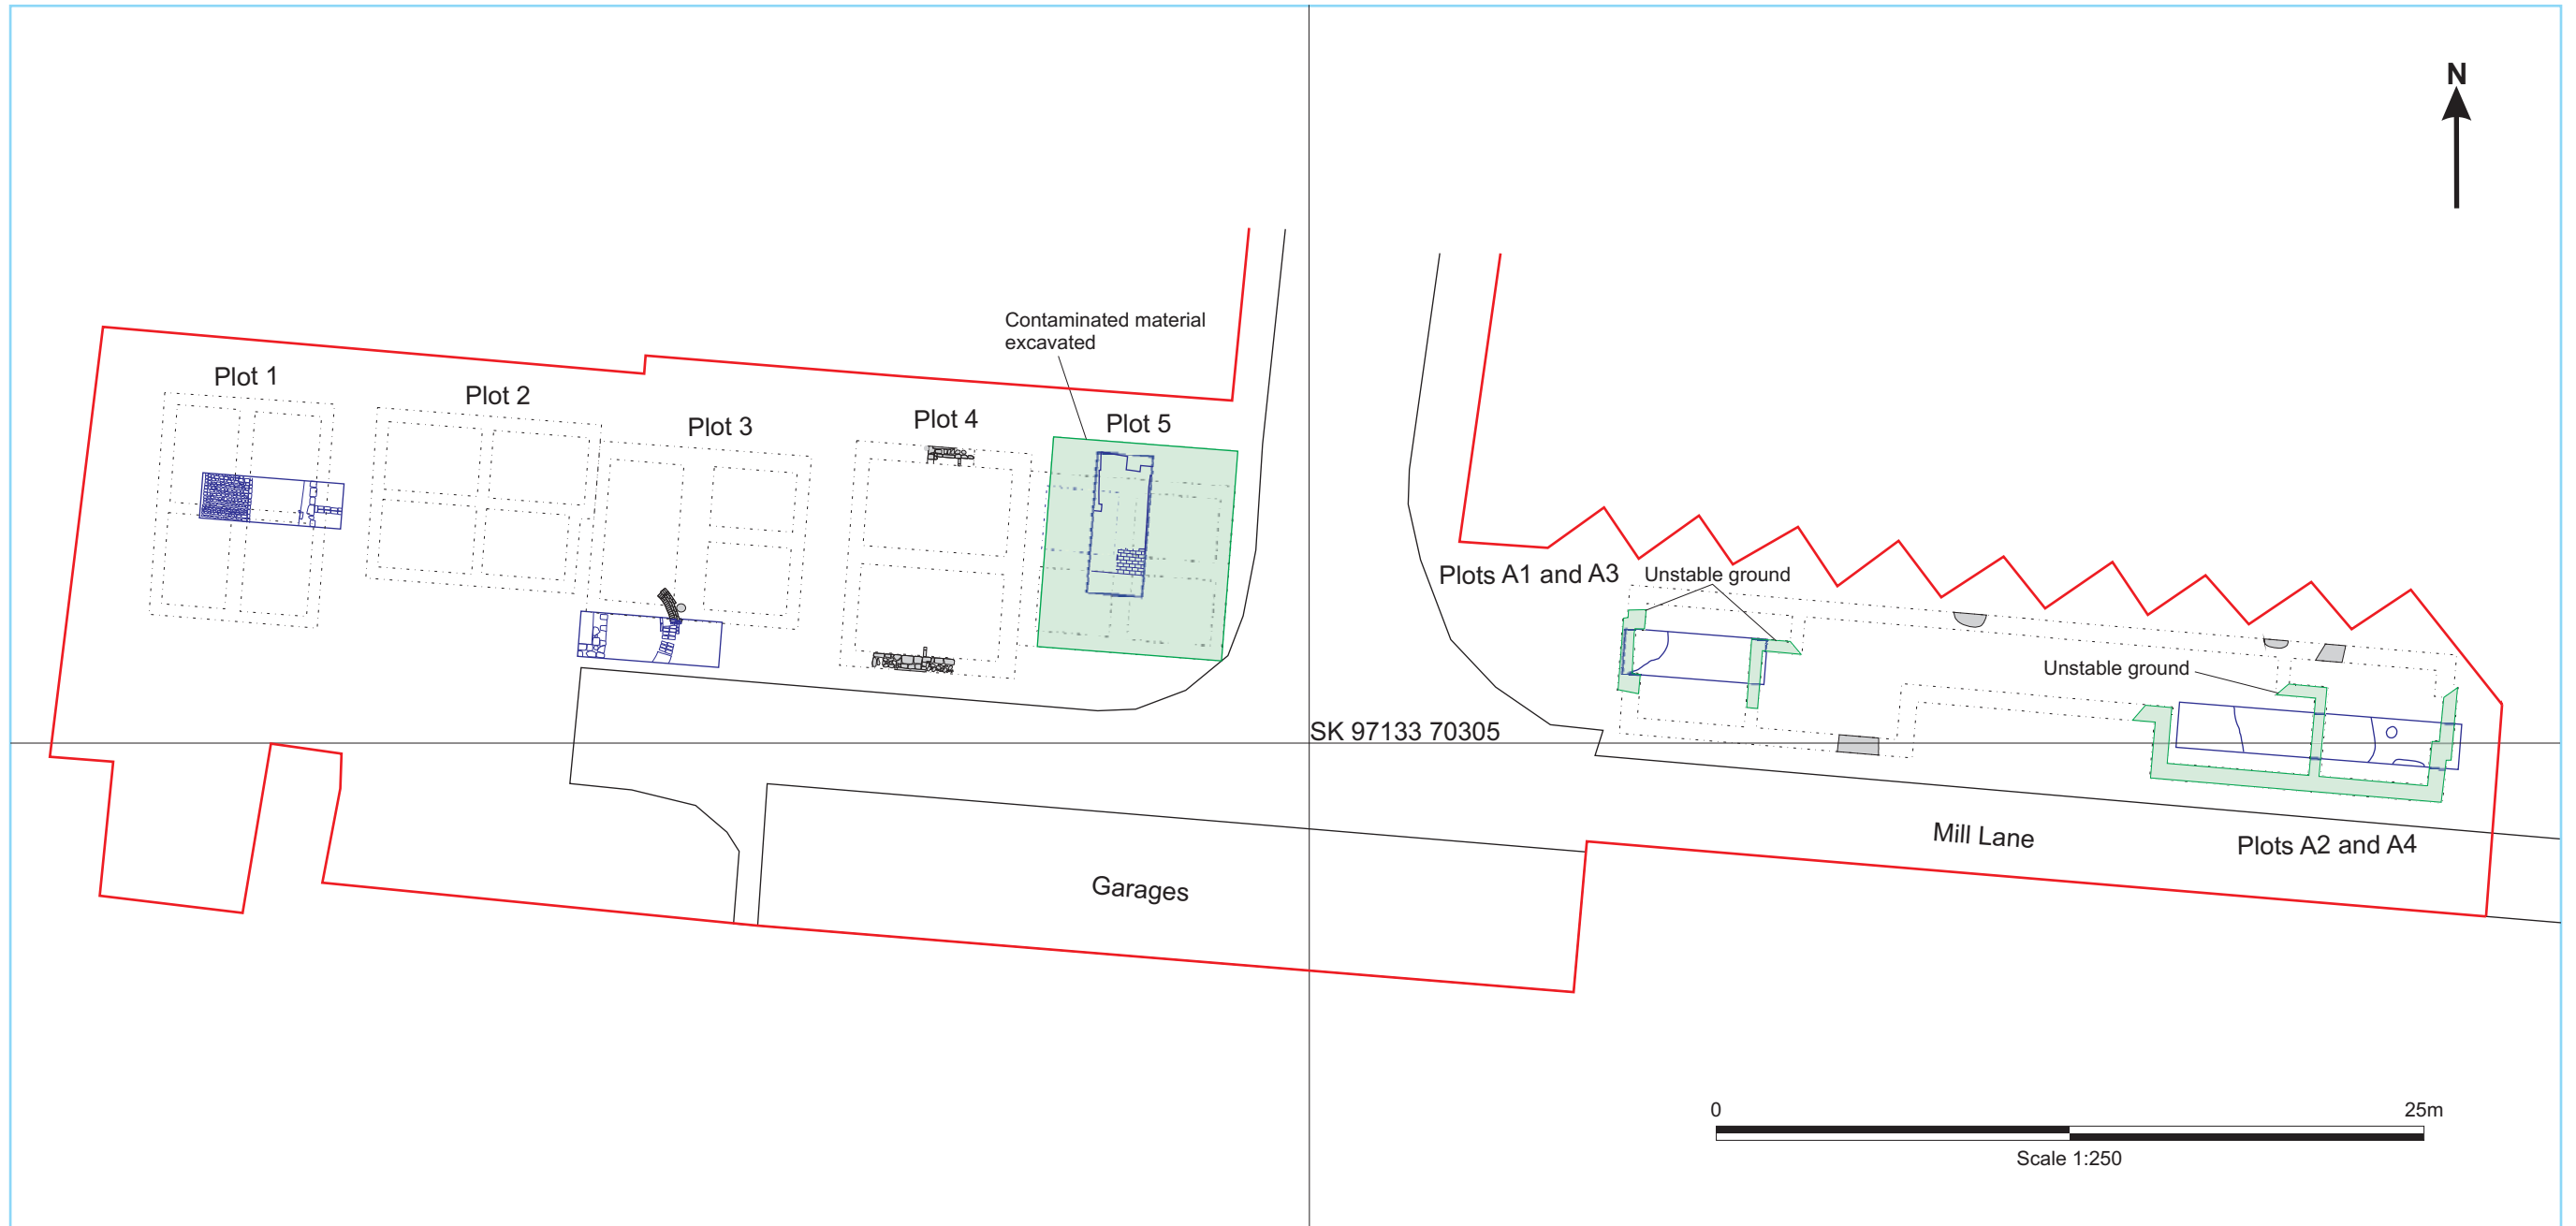 N
Contaminated material
excavated
Plot 1
Plot 2
Plot 3
Plot 4
Plot 5
Plots A1 and A3
Unstable ground
Unstable ground
SK 97133 70305
Mill Lane
Plots A2 and A4
Garages
0
25m
Scale 1:250